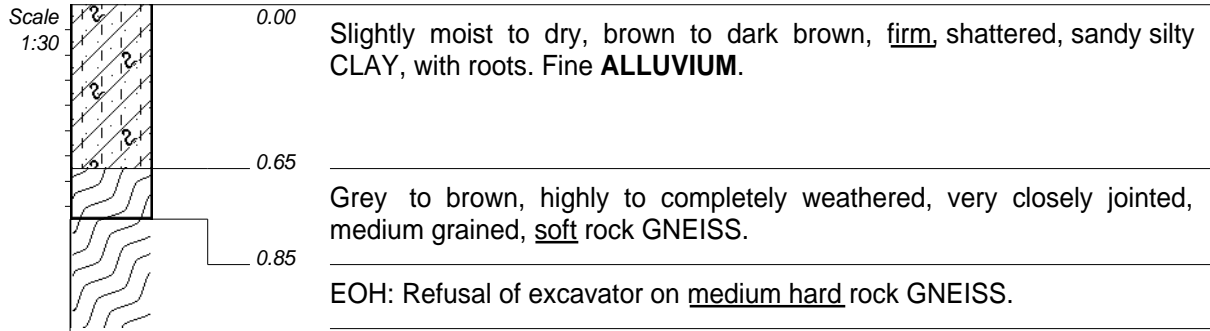 Scale
1:30
0.00
Slightly moist to dry, brown to dark brown, firm, shattered, sandy silty
CLAY, with roots. Fine ALLUVIUM.
0.65
Grey to brown, highly to completely weathered, very closely jointed,
medium grained, soft rock GNEISS.
0.85
EOH: Refusal of excavator on medium hard rock GNEISS.